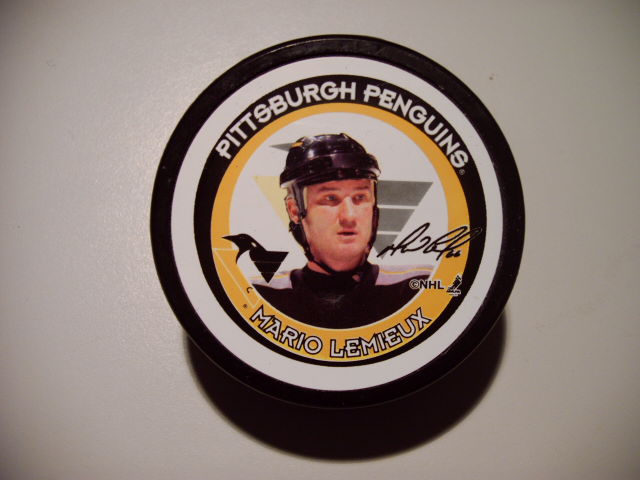 PITTSBURGH PENGUINS®
©NHL
MARIO LEMIEUX